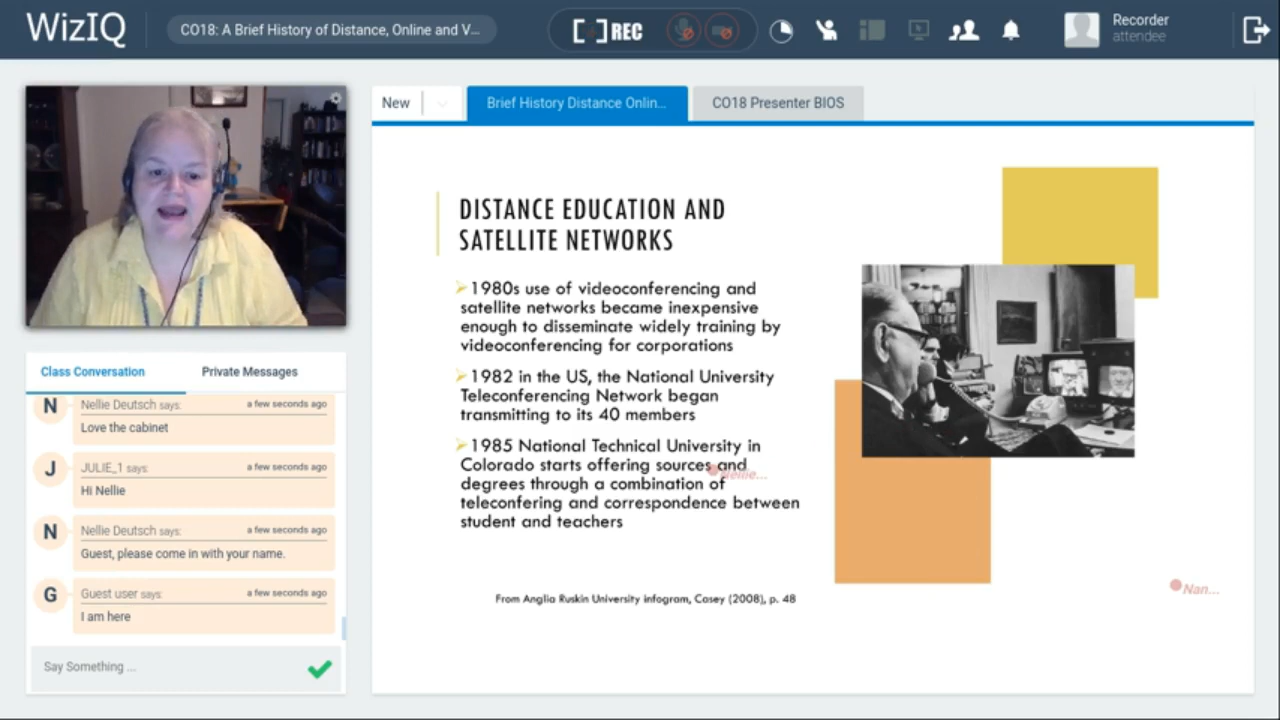 WizIQ
CO18: A Brief History of Distance, Online and V...
REC
Recorder
attendee
New
Brief History Distance Onlin...
CO18 Presenter BIOS
DISTANCE EDUCATION AND
SATELLITE NETWORKS
1980s use of videoconferencing and
satellite networks became inexpensive
enough to disseminate widely training by
videoconferencing for corporations
1982 in the US, the National University
Teleconferencing Network began
transmitting to its 40 members
1985 National Technical University in
Colorado starts offering sources and
degrees through a combination of
teleconfering and correspondence between
student and teachers
Nellie...
Nan...
From Anglia Ruskin University infogram, Casey (2008), p. 48
Class Conversation
Private Messages
N
Nellie Deutsch says:
a few seconds ago
Love the cabinet
J
JULIE_1 says:
a few seconds ago
Hi Nellie
N
Nellie Deutsch says:
a few seconds ago
Guest, please come in with your name.
G
Guest user says:
a few seconds ago
I am here
Say Something ...